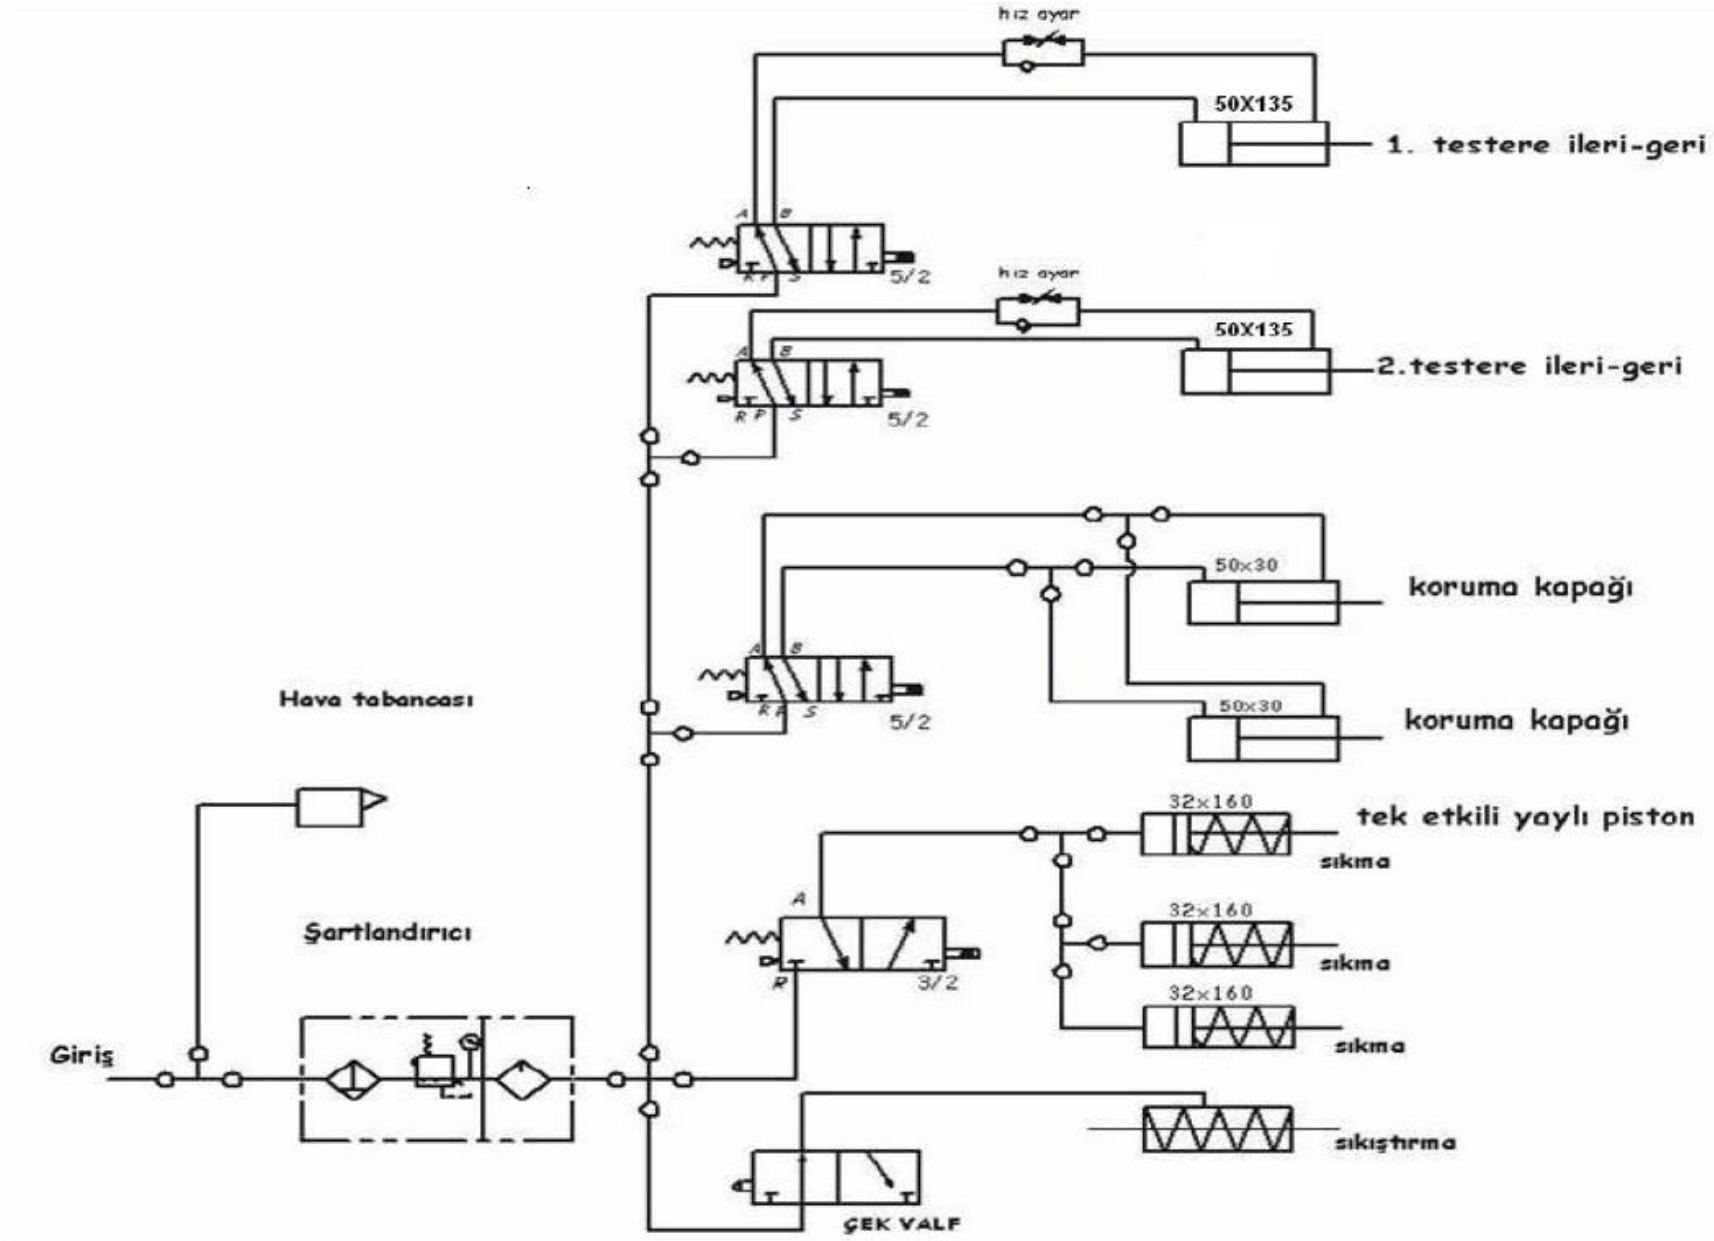 hız ayar
50X135
1. testere ileri-geri
A B
R P S
5/2
hız ayar
50X135
2.testere ileri-geri
A B
R P S
5/2
50x30
koruma kapağı
A B
R P S
5/2
50x30
koruma kapağı
Hava tabancası
32x160
tek etkili yaylı piston
sıkma
A
R
3/2
32x160
sıkma
Şartlandırıcı
32x160
sıkma
Giriş
sıkıştırma
ÇEK VALF